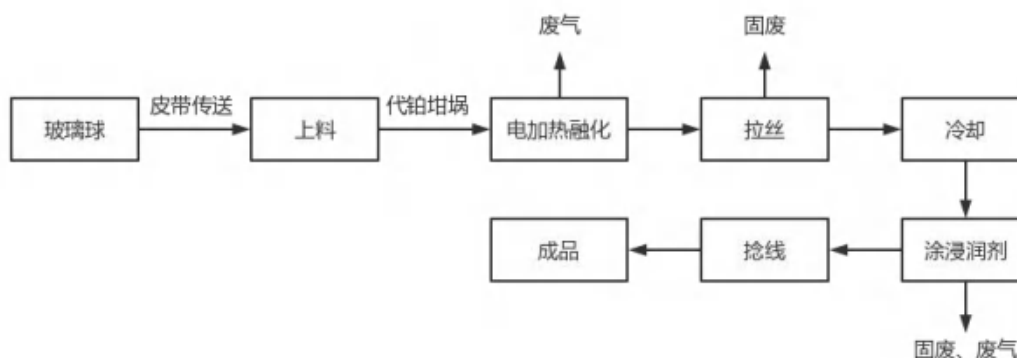 废气
固废
玻璃球
皮带传送
上料
代铂坩埚
电加热融化
拉丝
冷却
成品
捻线
涂浸润剂
固废、废气